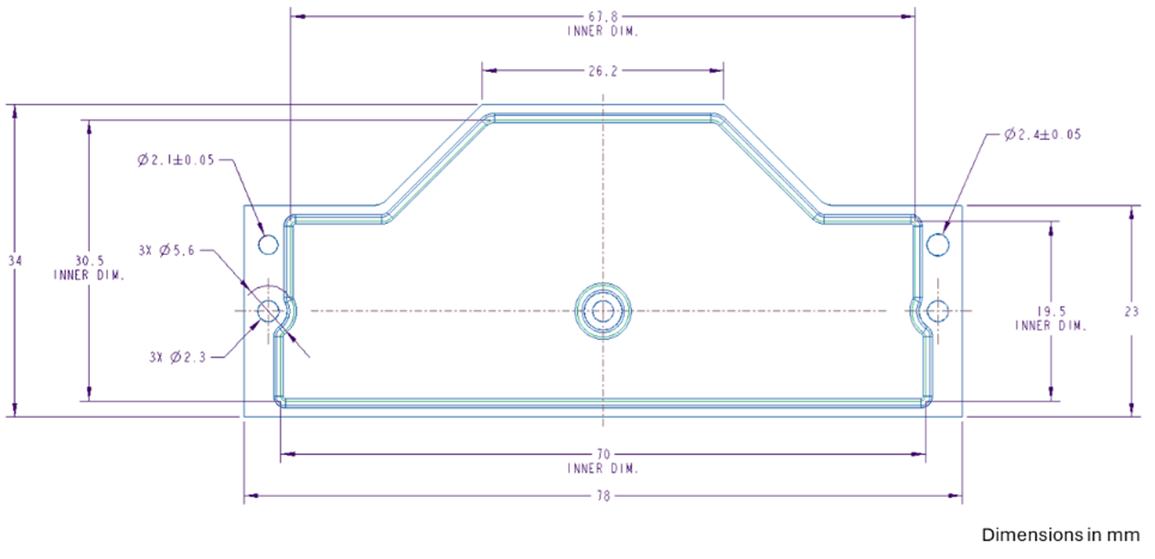 67.8
INNER DIM.
26.2
Ø2.1±0.05
Ø2.4±0.05
3X Ø5.6
34
30.5
INNER DIM.
19.5
INNER DIM.
23
3X Ø2.3
70
INNER DIM.
78
Dimensions in mm